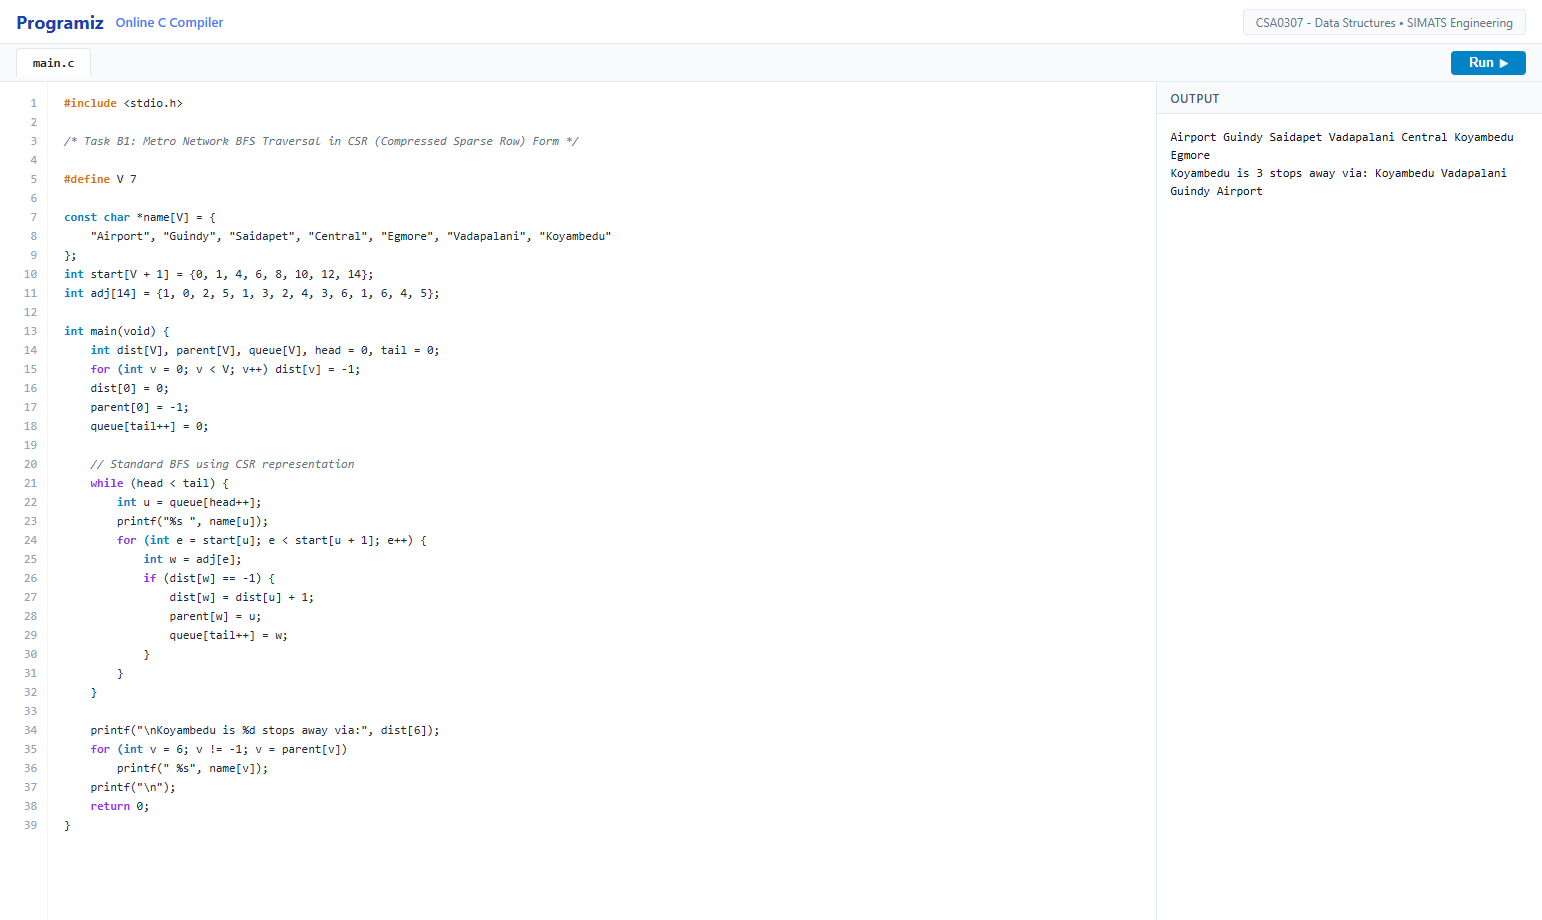 Programiz Online C Compiler
CSA0307 - Data Structures • SIMATS Engineering
main.c
Run ▶
1 #include <stdio.h>
2
3 /* Task B1: Metro Network BFS Traversal in CSR (Compressed Sparse Row) Form */
4
5 #define V 7
6
7 const char *name[V] = {
8     "Airport", "Guindy", "Saidapet", "Central", "Egmore", "Vadapalani", "Koyambedu"
9 };
10 int start[V + 1] = {0, 1, 4, 6, 8, 10, 12, 14};
11 int adj[14] = {1, 0, 2, 5, 1, 3, 2, 4, 3, 6, 1, 6, 4, 5};
12
13 int main(void) {
14     int dist[V], parent[V], queue[V], head = 0, tail = 0;
15     for (int v = 0; v < V; v++) dist[v] = -1;
16     dist[0] = 0;
17     parent[0] = -1;
18     queue[tail++] = 0;
19
20     // Standard BFS using CSR representation
21     while (head < tail) {
22         int u = queue[head++];
23         printf("%s ", name[u]);
24         for (int e = start[u]; e < start[u + 1]; e++) {
25             int w = adj[e];
26             if (dist[w] == -1) {
27                 dist[w] = dist[u] + 1;
28                 parent[w] = u;
29                 queue[tail++] = w;
30             }
31         }
32     }
33
34     printf("\nKoyambedu is %d stops away via:", dist[6]);
35     for (int v = 6; v != -1; v = parent[v])
36         printf(" %s", name[v]);
37     printf("\n");
38     return 0;
39 }
OUTPUT
Airport Guindy Saidapet Vadapalani Central Koyambedu
Egmore
Koyambedu is 3 stops away via: Koyambedu Vadapalani
Guindy Airport